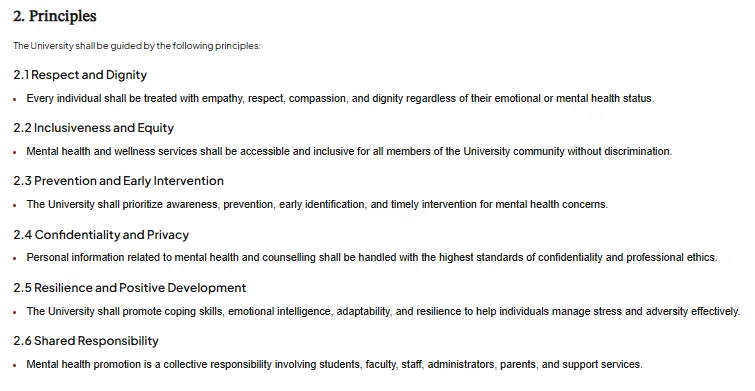 2. Principles
The University shall be guided by the following principles:
2.1 Respect and Dignity
• Every individual shall be treated with empathy, respect, compassion, and dignity regardless of their emotional or mental health status.
2.2 Inclusiveness and Equity
• Mental health and wellness services shall be accessible and inclusive for all members of the University community without discrimination.
2.3 Prevention and Early Intervention
• The University shall prioritize awareness, prevention, early identification, and timely intervention for mental health concerns.
2.4 Confidentiality and Privacy
• Personal information related to mental health and counselling shall be handled with the highest standards of confidentiality and professional ethics.
2.5 Resilience and Positive Development
• The University shall promote coping skills, emotional intelligence, adaptability, and resilience to help individuals manage stress and adversity effectively.
2.6 Shared Responsibility
• Mental health promotion is a collective responsibility involving students, faculty, staff, administrators, parents, and support services.